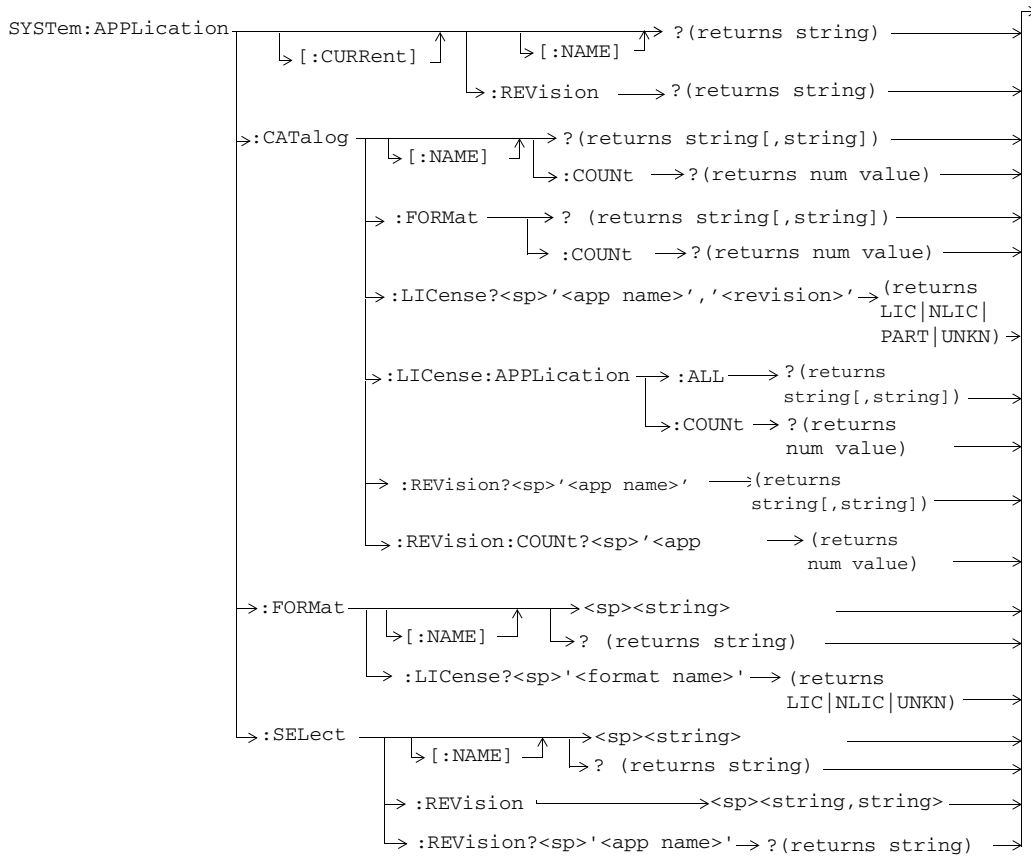 SYSTem:APPLication
[:CURRent]
[:NAME]
?(returns string)
:REVision
?(returns string)
:CATalog
[:NAME]
?(returns string[,string])
:COUNt
?(returns num value)
:FORMat
? (returns string[,string])
:COUNt
?(returns num value)
:LICense?<sp>’<app name>’,’<revision>’
(returns
LIC|NLIC|
PART|UNKN)
:LICense:APPLication
:ALL
?(returns
string[,string])
:COUNt
?(returns
num value)
:REVision?<sp>’<app name>’
(returns
string[,string])
:REVision:COUNt?<sp>’<app
(returns
num value)
:FORMat
[:NAME]
<sp><string>
? (returns string)
:LICense?<sp>'<format name>'
(returns
LIC|NLIC|UNKN)
:SELect
[:NAME]
<sp><string>
? (returns string)
:REVision
<sp><string,string>
:REVision?<sp>'<app name>'
?(returns string)